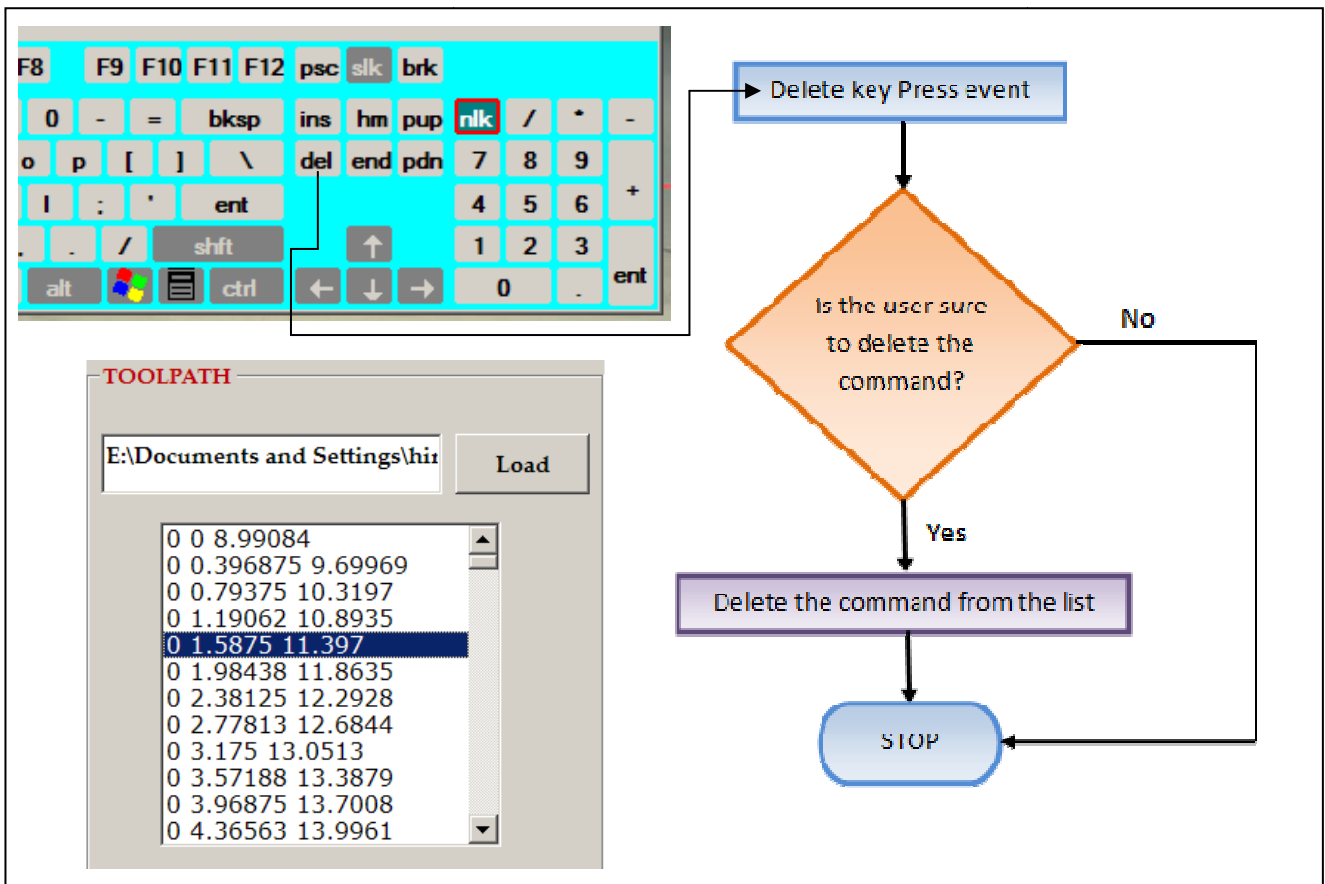 F8 F9 F10 F11 F12 psc slk brk
0 - = bksp ins hm pup nlk / * -
o p [ ] \ del end pdn 7 8 9 +
l ; ' ent 4 5 6
, . / shft ↑ 1 2 3 ent
alt ctrl ← ↓ → 0 .
TOOLPATH
E:\Documents and Settings\hir
Load
0 0 8.99084
0 0.396875 9.69969
0 0.79375 10.3197
0 1.19062 10.8935
0 1.5875 11.397
0 1.98438 11.8635
0 2.38125 12.2928
0 2.77813 12.6844
0 3.175 13.0513
0 3.57188 13.3879
0 3.96875 13.7008
0 4.36563 13.9961
Delete key Press event
Is the user sure
to delete the
command?
No
Yes
Delete the command from the list
STOP